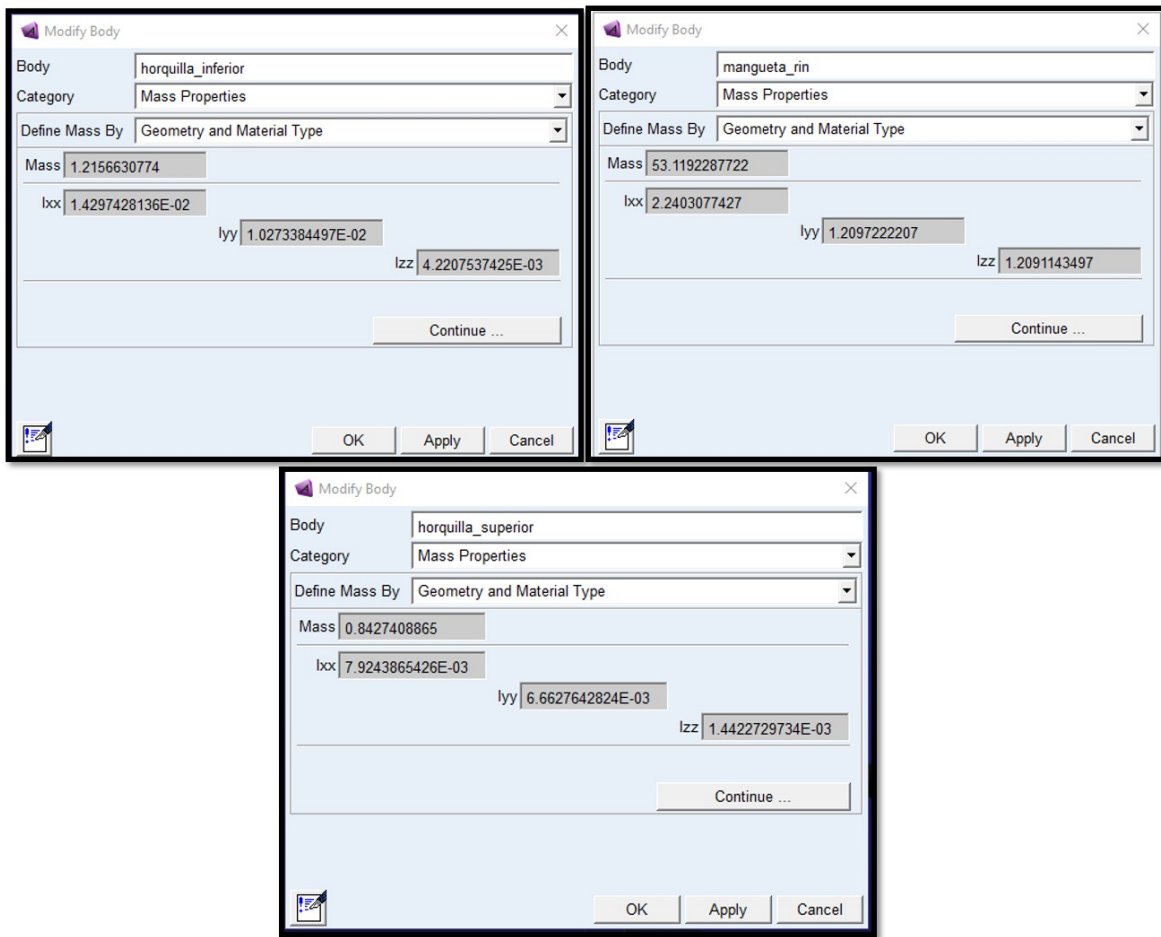 Modify Body
Body horquilla_inferior
Category Mass Properties
Define Mass By Geometry and Material Type
Mass 1.2156630774
Ixx 1.4297428136E-02
Iyy 1.0273384497E-02
Izz 4.2207537425E-03
Continue ...
OK Apply Cancel
Modify Body
Body mangueta_rin
Category Mass Properties
Define Mass By Geometry and Material Type
Mass 53.1192287722
Ixx 2.2403077427
Iyy 1.2097222207
Izz 1.2091143497
Continue ...
OK Apply Cancel
Modify Body
Body horquilla_superior
Category Mass Properties
Define Mass By Geometry and Material Type
Mass 0.8427408865
Ixx 7.9243865426E-03
Iyy 6.6627642824E-03
Izz 1.4422729734E-03
Continue ...
OK Apply Cancel